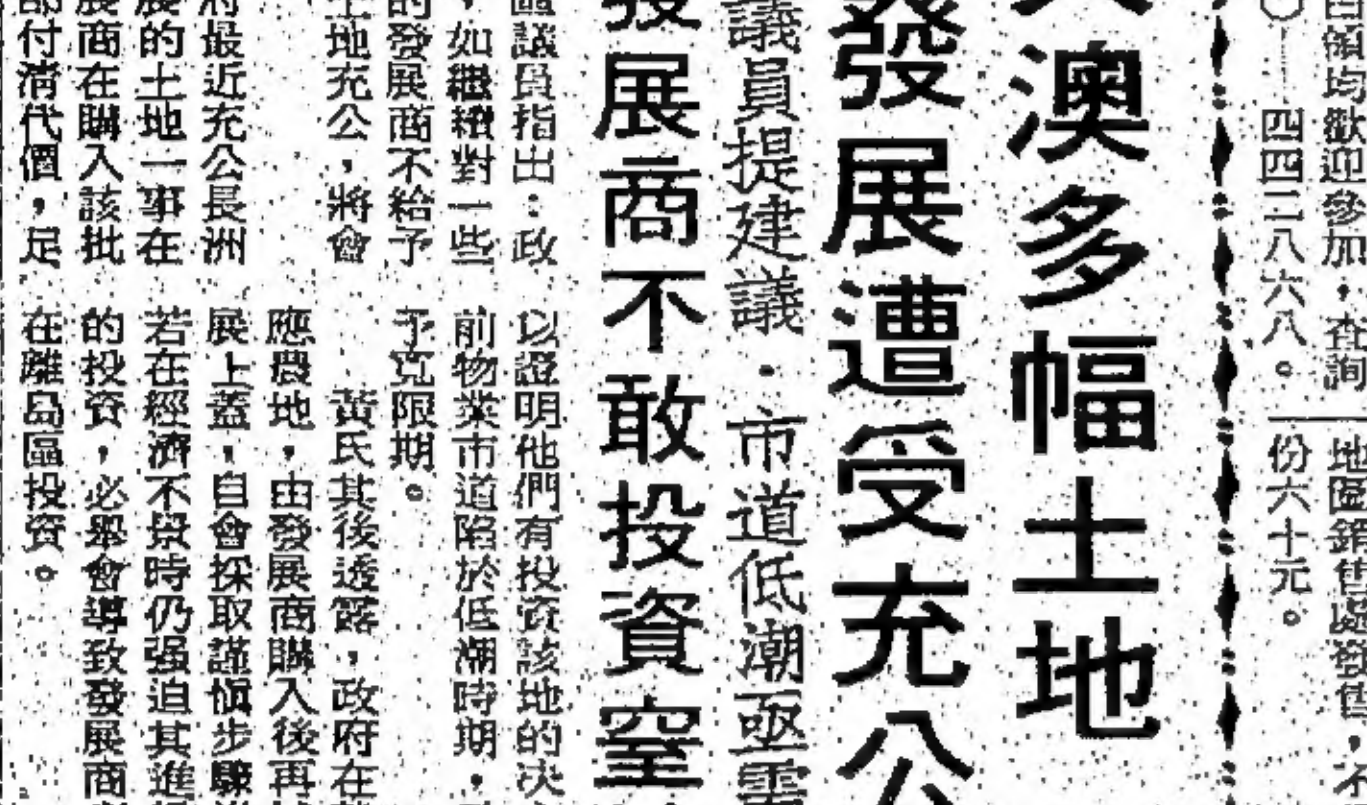 白領均歡迎參加，查詢
四四二八六八。
地區銷售處發售，
份六十元。
澳多幅土地
發展遭受充公
議員提建議·市道低潮亟需
發展商不敢投資
區議員指出：政
，如繼續對一些
的發展商不給予
土地充公，將會
將最近充公長洲
展的土地一事在
展商在購入該批
部付清代價，足
以證明他們有投資該地的決
前物業市道陷於低潮時期，
予寬限期。
黃氏其後透露，政府在
應農地，由發展商購入後再
展上蓋，自會採取謹慎步驟
若在經濟不景時仍强迫其進
的投資，必然會導致發展商
在離島區投資。